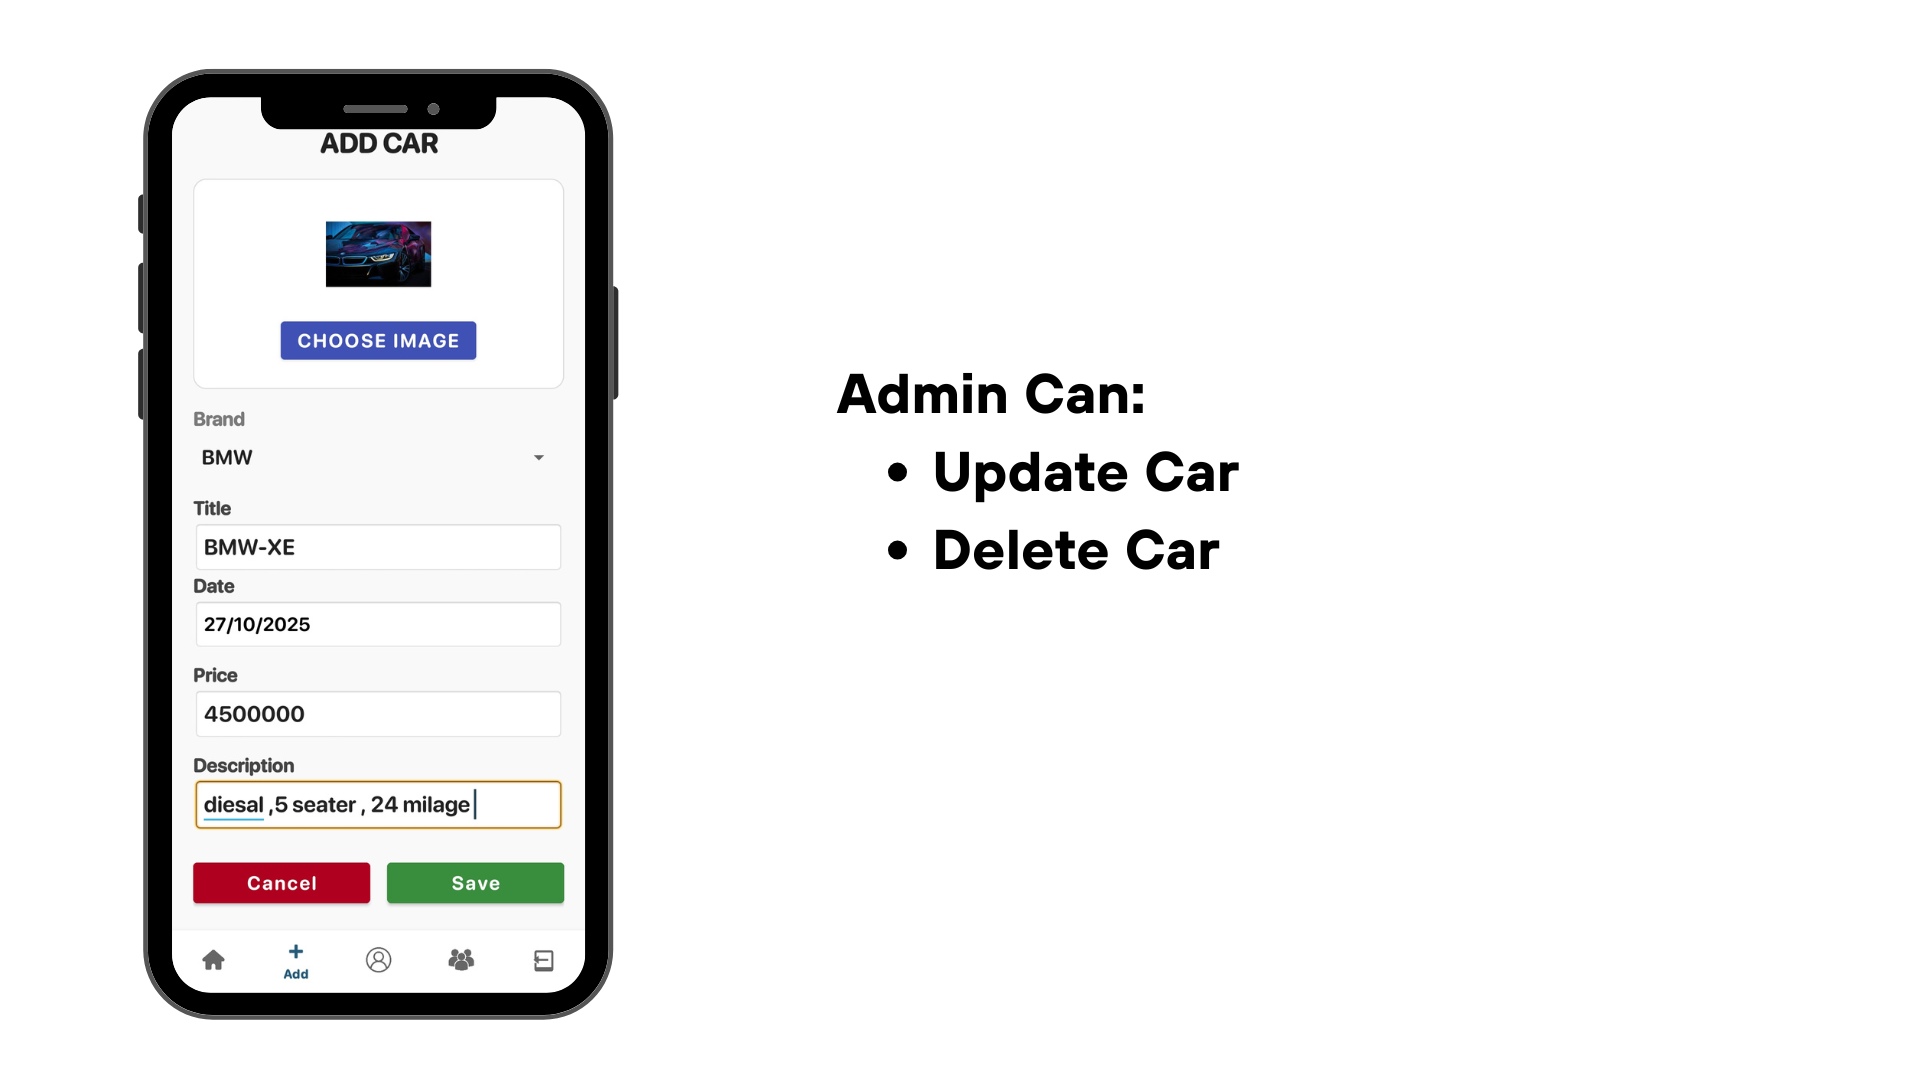 ADD CAR
CHOOSE IMAGE
Brand
BMW
Title
BMW-XE
Date
27/10/2025
Price
4500000
Description
diesal ,5 seater , 24 milage
Cancel
Save
Add
Admin Can:
• Update Car
• Delete Car